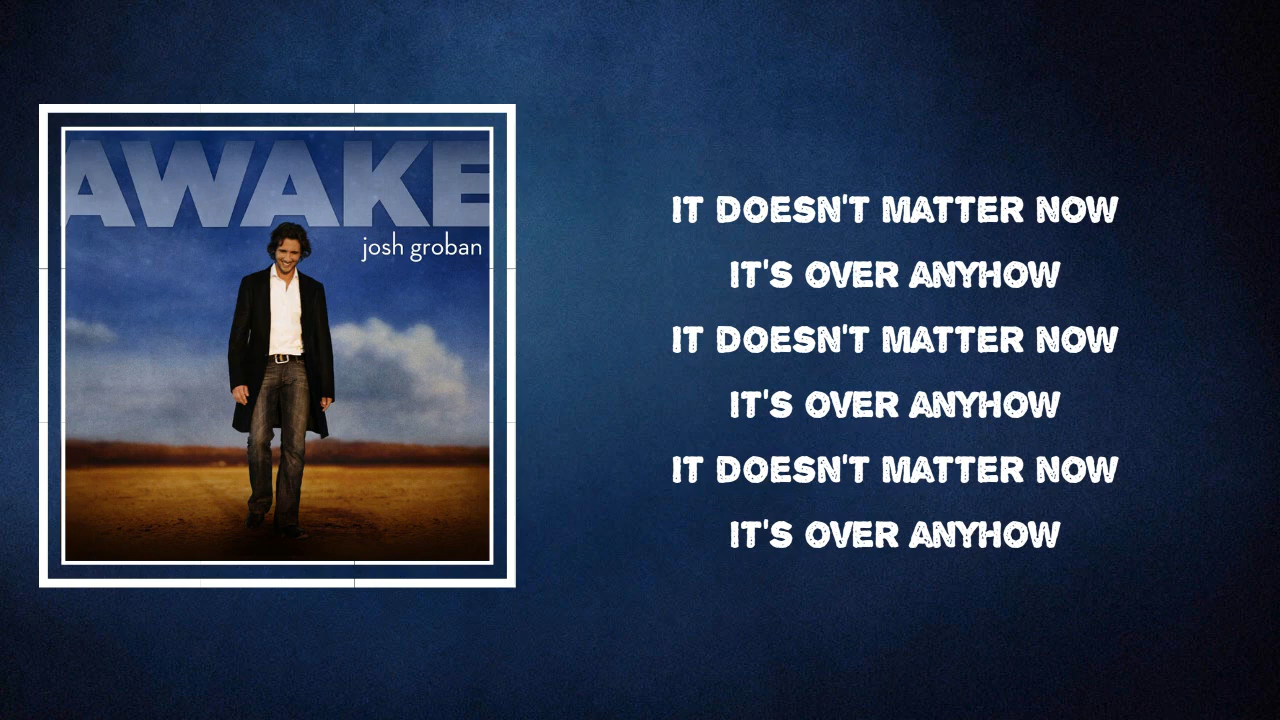 AWAKE
josh groban
IT DOESN'T MATTER NOW
IT'S OVER ANYHOW
IT DOESN'T MATTER NOW
IT'S OVER ANYHOW
IT DOESN'T MATTER NOW
IT'S OVER ANYHOW